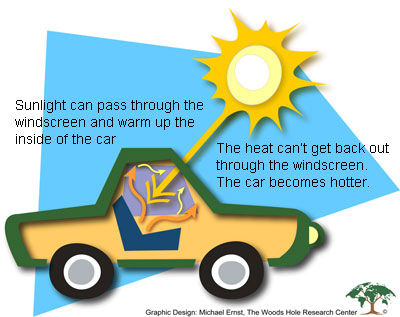 Sunlight can pass through the
windscreen and warm up the
inside of the car
The heat can't get back out
through the windscreen.
The car becomes hotter.
Graphic Design: Michael Ernst, The Woods Hole Research Center